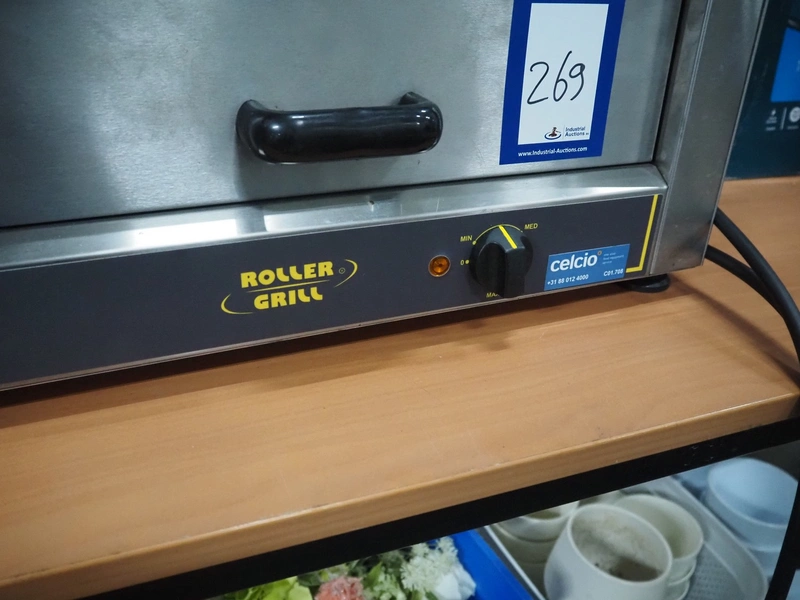 269
Industrial
Auctions
www.Industrial-Auctions.com
ROLLER
GRILL
MIN
MED
0
celcio
+31 88 012 4000
C01.708